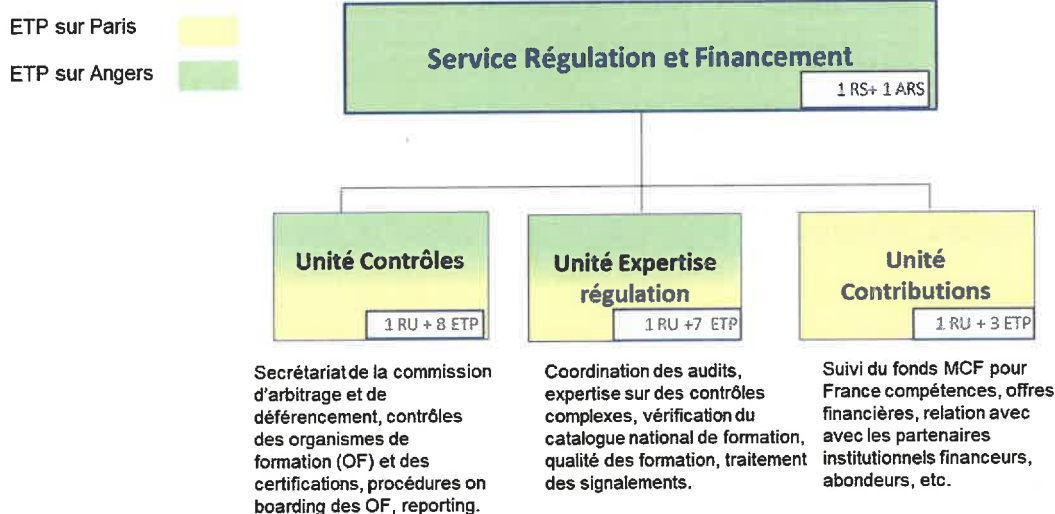 ETP sur Paris
ETP sur Angers
Service Régulation et Financement
1 RS+ 1 ARS
Unité Contrôles
1 RU + 8 ETP
Unité Expertise
régulation
1 RU +7 ETP
Unité
Contributions
1 RU + 3 ETP
Secrétariat de la commission
d'arbitrage et de
déférencement, contrôles
des organismes de
formation (OF) et des
certifications, procédures on
boarding des OF, reporting.
Coordination des audits,
expertise sur des contrôles
complexes, vérification du
catalogue national de formation,
qualité des formation, traitement
des signalements.
Suivi du fonds MCF pour
France compétences, offres
financières, relation avec
avec les partenaires
institutionnels financeurs,
abondeurs, etc.